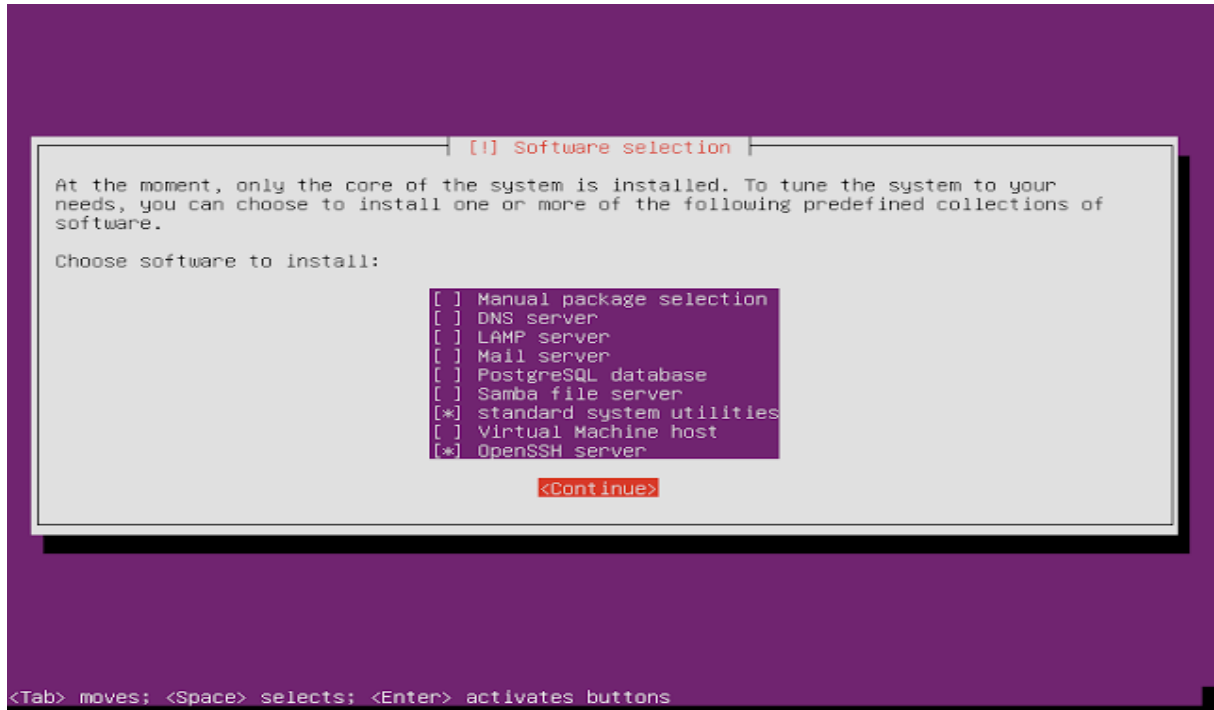 [!] Software selection
At the moment, only the core of the system is installed. To tune the system to your
needs, you can choose to install one or more of the following predefined collections of
software.
Choose software to install:
[ ] Manual package selection
[ ] DNS server
[ ] LAMP server
[ ] Mail server
[ ] PostgreSQL database
[ ] Samba file server
[*] standard system utilities
[ ] Virtual Machine host
[*] OpenSSH server
<Continue>
<Tab> moves; <Space> selects; <Enter> activates buttons